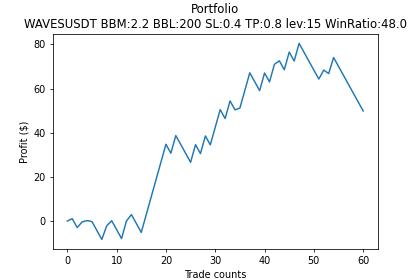 Portfolio
WAVESUSDT BBM:2.2 BBL:200 SL:0.4 TP:0.8 lev:15 WinRatio:48.0
80
60
40
20
0
Profit ($)
0 10 20 30 40 50 60
Trade counts